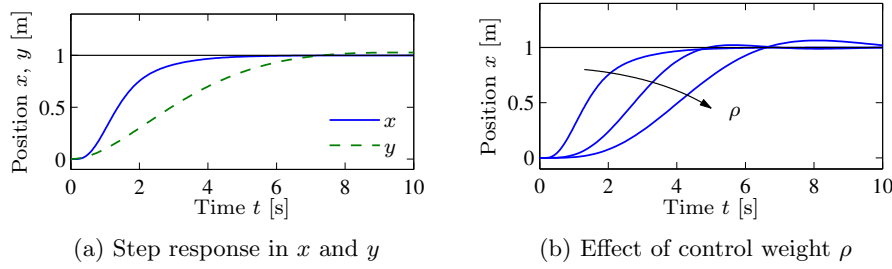 Position x, y [m]
1
0.5
0
0 2 4 6 8 10
Time t [s]
x
y
(a) Step response in x and y
Position x [m]
1
0.5
0
0 2 4 6 8 10
Time t [s]
ρ
(b) Effect of control weight ρ